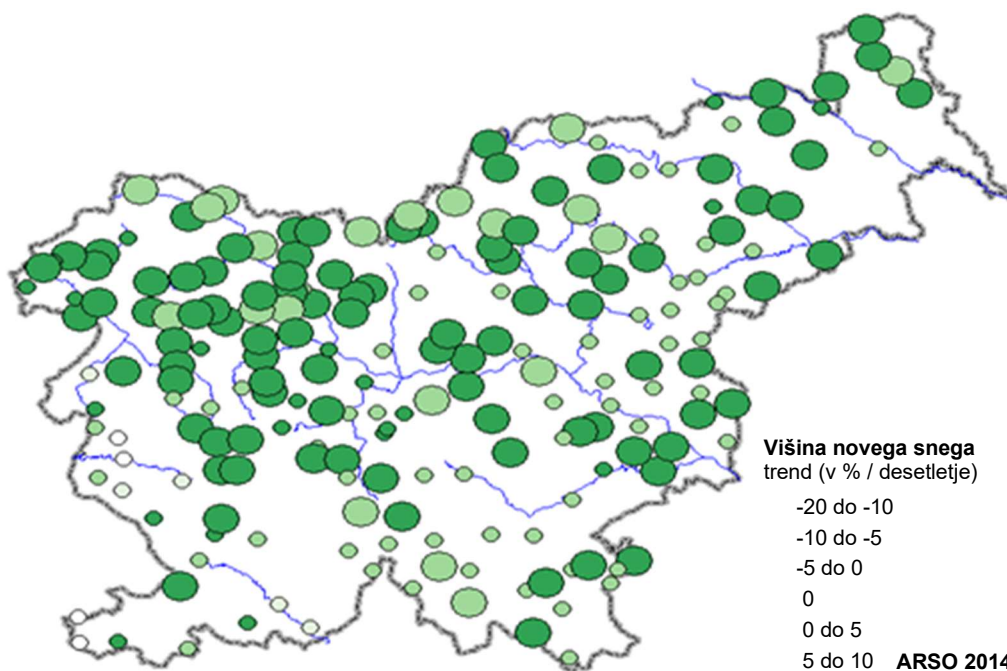 Višina novega snega
trend (v % / desetletje)
-20 do -10
-10 do -5
-5 do 0
0
0 do 5
5 do 10 ARSO 2014